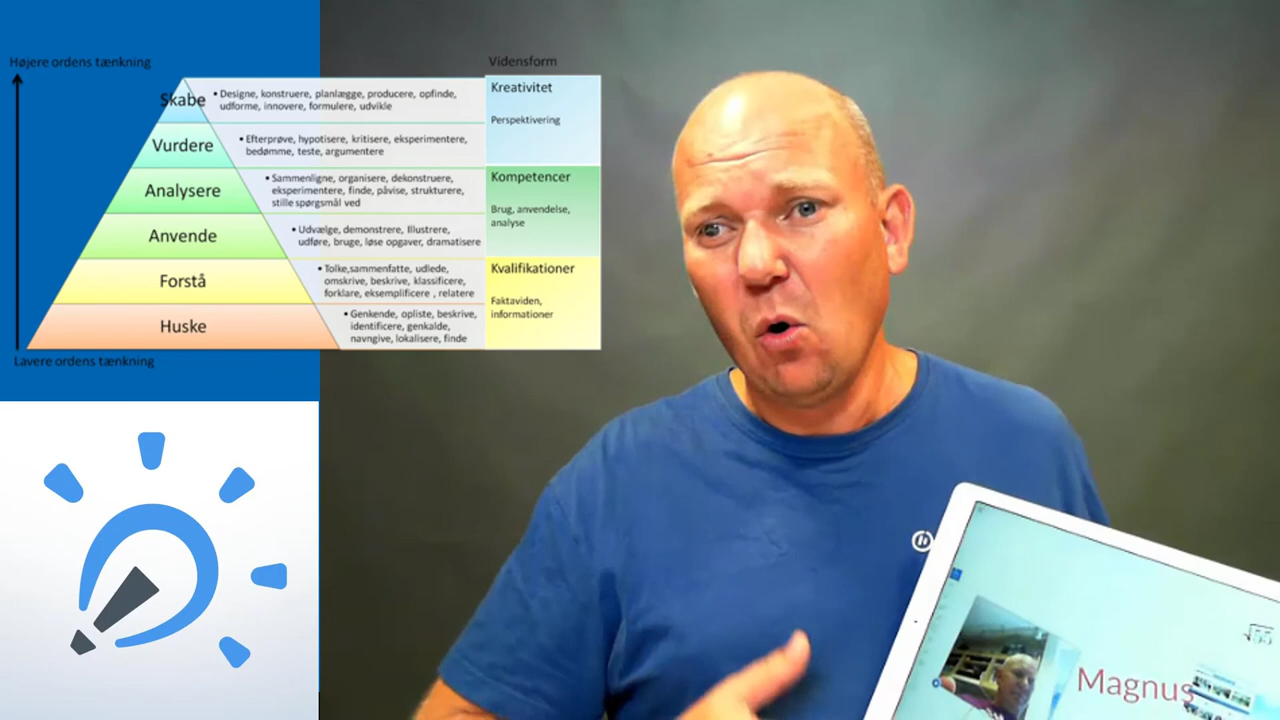 Højere ordens tænkning
Vidensform
Skabe
• Designe, konstruere, planlægge, producere, opfinde,
udforme, innovere, formulere, udvikle
Kreativitet
Perspektivering
Vurdere
• Efterprøve, hypotisere, kritisere, eksperimentere,
bedømme, teste, argumentere
Analysere
• Sammenligne, organisere, dekonstruere,
eksperimentere, finde, påvise, strukturere,
stille spørgsmål ved
Kompetencer
Brug, anvendelse,
analyse
Anvende
• Udvælge, demonstrere, Illustrere,
udføre, bruge, løse opgaver, dramatisere
Forstå
• Tolke,sammenfatte, udlede,
omskrive, beskrive, klassificere,
forklare, eksemplificere , relatere
Kvalifikationer
Faktaviden,
informationer
Huske
• Genkende, opliste, beskrive,
identificere, genkalde,
navngive, lokalisere, finde
Lavere ordens tænkning
Magnus